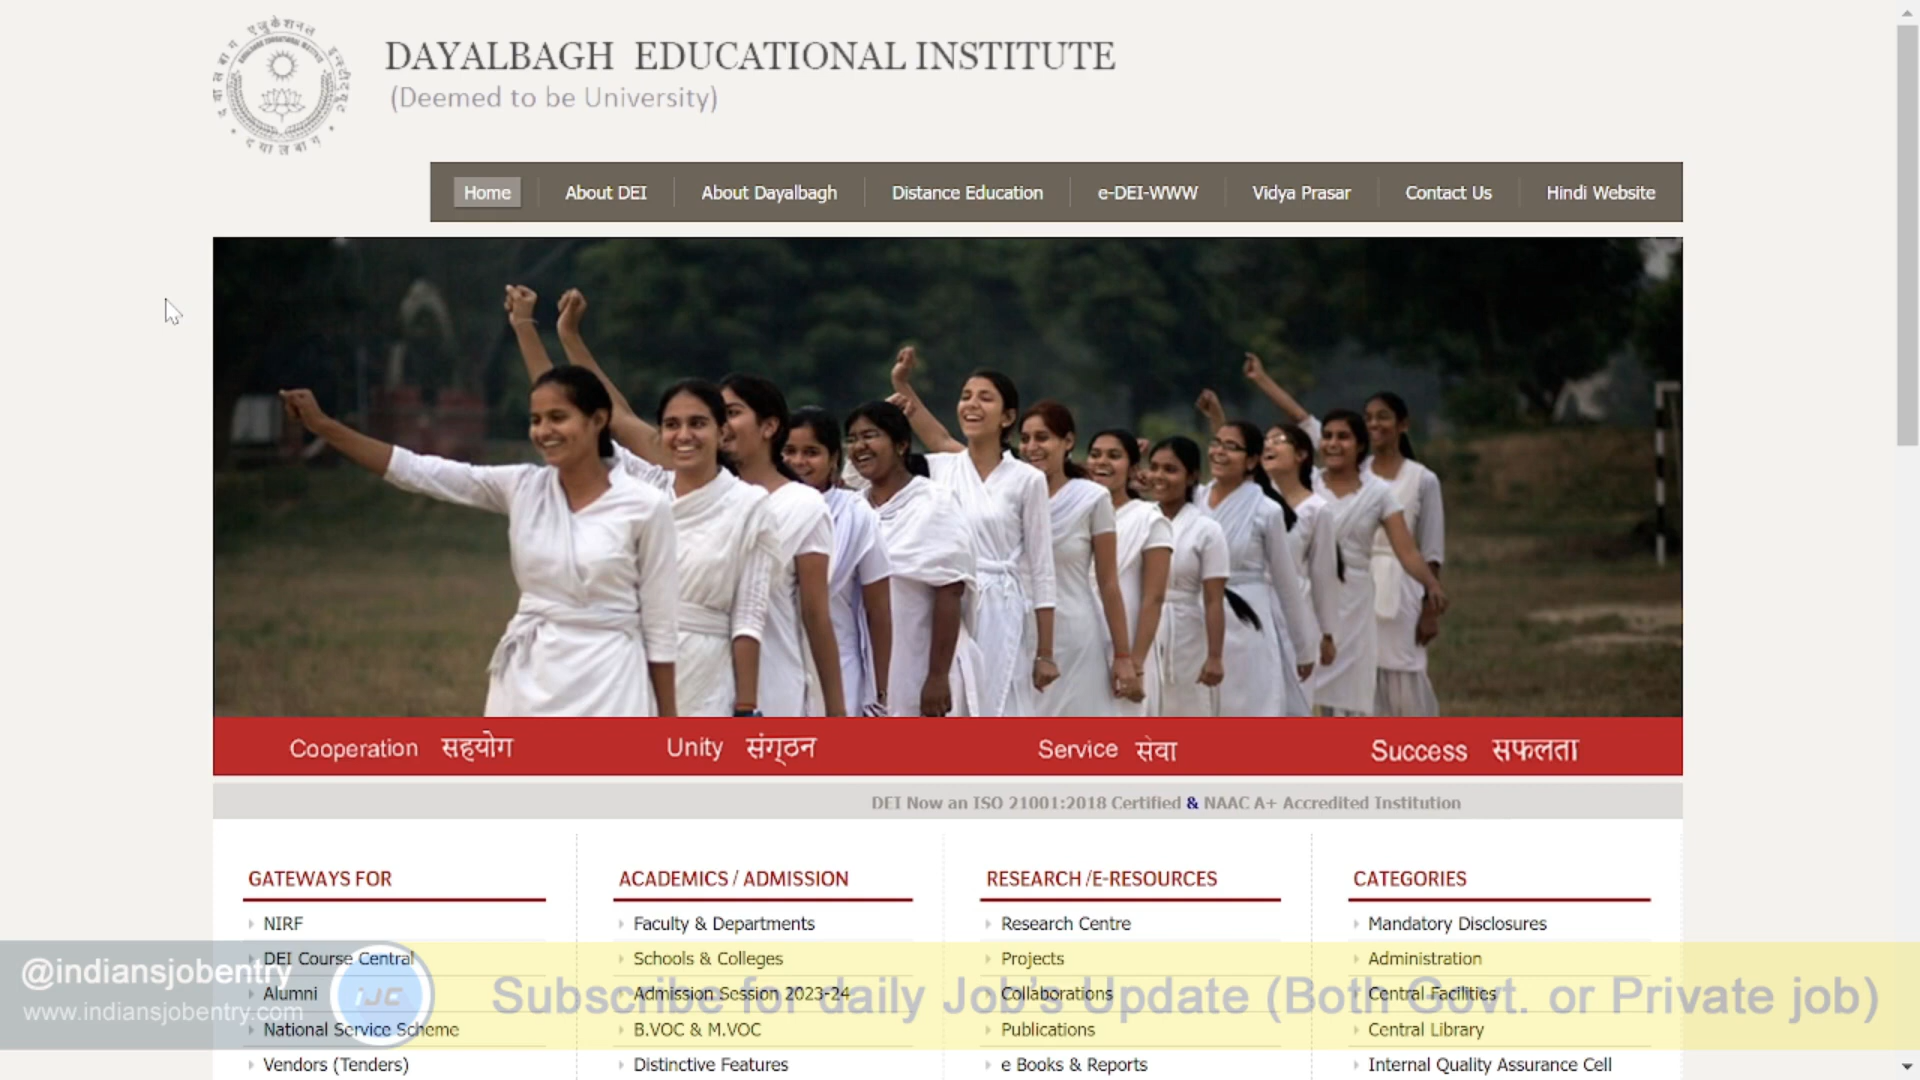 DAYALBAGH EDUCATIONAL INSTITUTE
(Deemed to be University)
Home About DEI About Dayalbagh Distance Education e-DEI-WWW Vidya Prasar Contact Us Hindi Website
Cooperation सहयोग Unity संगठन Service सेवा Success सफलता
DEI Now an ISO 21001:2018 Certified & NAAC A+ Accredited Institution
GATEWAYS FOR
NIRF
DEI Course Central
Alumni
National Service Scheme
Vendors (Tenders)
ACADEMICS / ADMISSION
Faculty & Departments
Schools & Colleges
Admission Session 2023-24
B.VOC & M.VOC
Distinctive Features
RESEARCH /E-RESOURCES
Research Centre
Projects
Collaborations
Publications
e Books & Reports
CATEGORIES
Mandatory Disclosures
Administration
Central Facilities
Central Library
Internal Quality Assurance Cell
@indiansjobentry
www.indiansjobentry.com
iJC
Subscribe for daily Job's Update (Both Govt. or Private job)